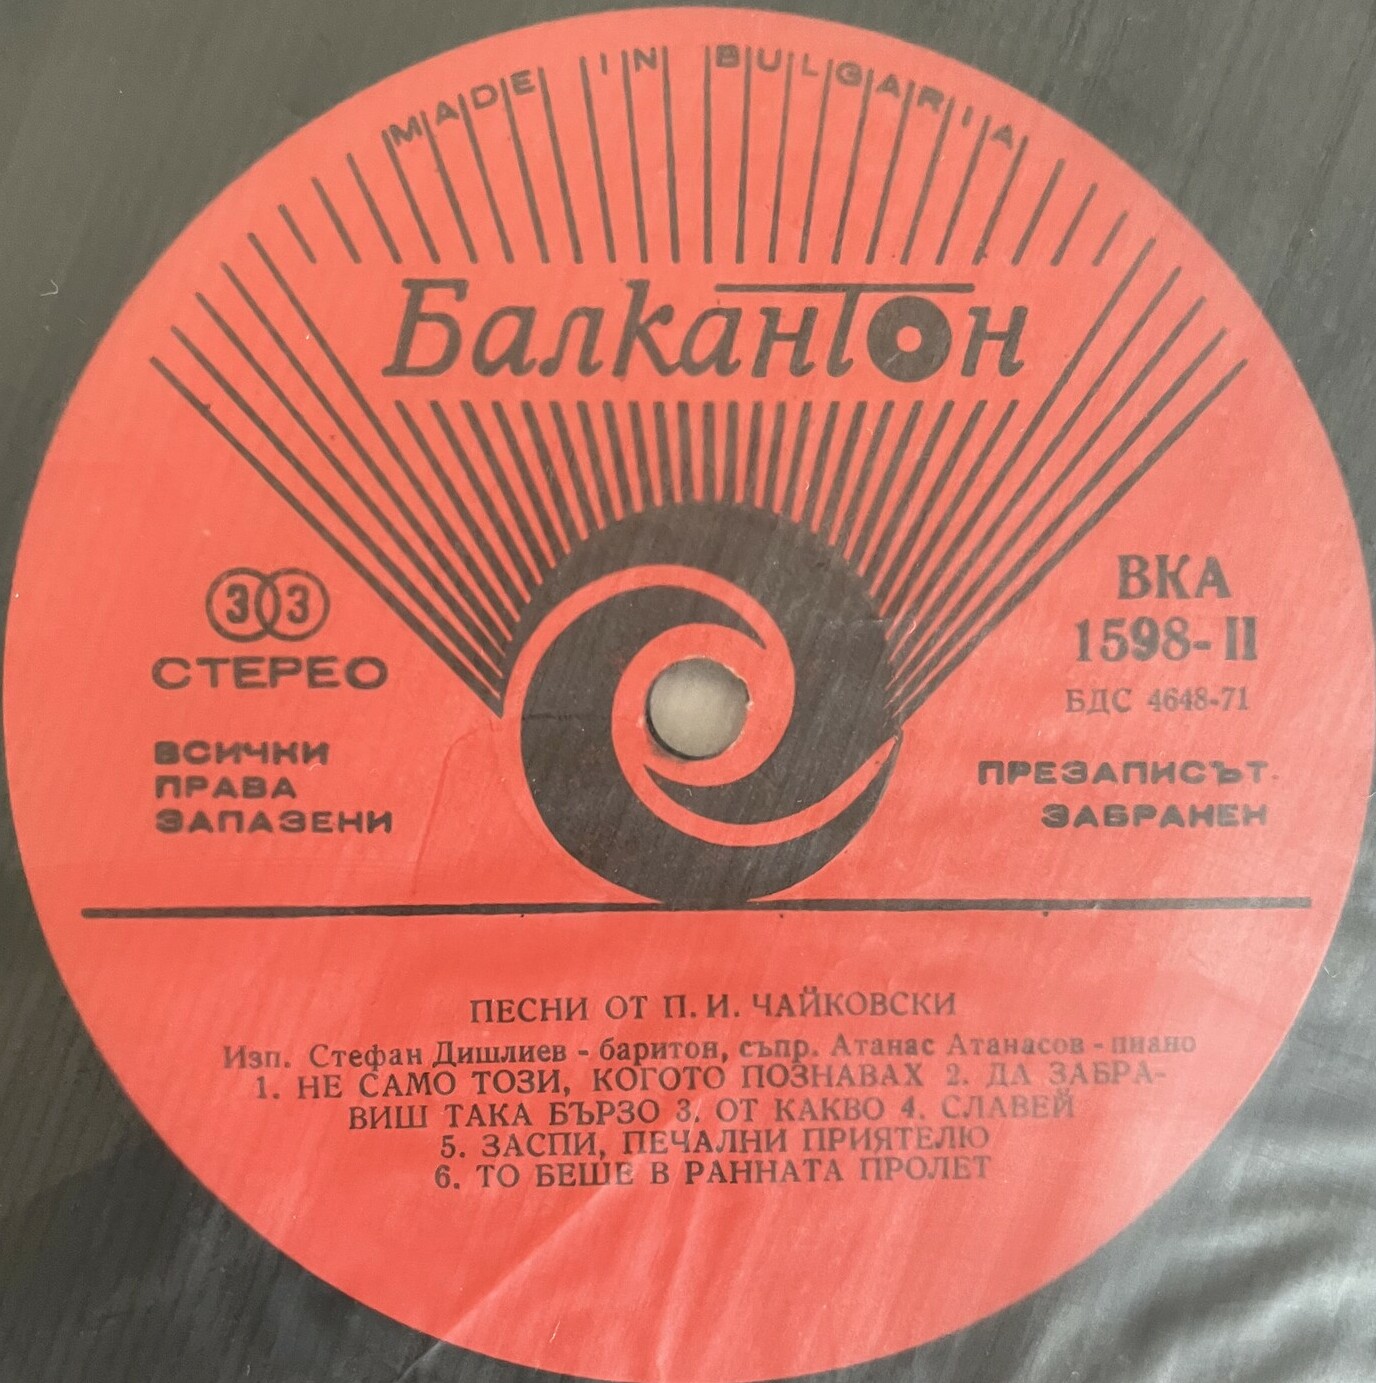 MADE IN BULGARIA
Балкантон
33
СТЕРЕО
ВСИЧКИ
ПРАВА
ЗАПАЗЕНИ
ВКА
1598-II
БДС 4648-71
ПРЕЗАПИСЪТ
ЗАБРАНЕН
ПЕСНИ ОТ П. И. ЧАЙКОВСКИ
Изп. Стефан Дишлиев - баритон, съпр. Атанас Атанасов - пиано
1. НЕ САМО ТОЗИ, КОГОТО ПОЗНАВАХ 2. ДА ЗАБРА-
ВИШ ТАКА БЪРЗО 3. ОТ КАКВО 4. СЛАВЕЙ
5. ЗАСПИ, ПЕЧАЛНИ ПРИЯТЕЛЮ
6. ТО БЕШЕ В РАННАТА ПРОЛЕТ